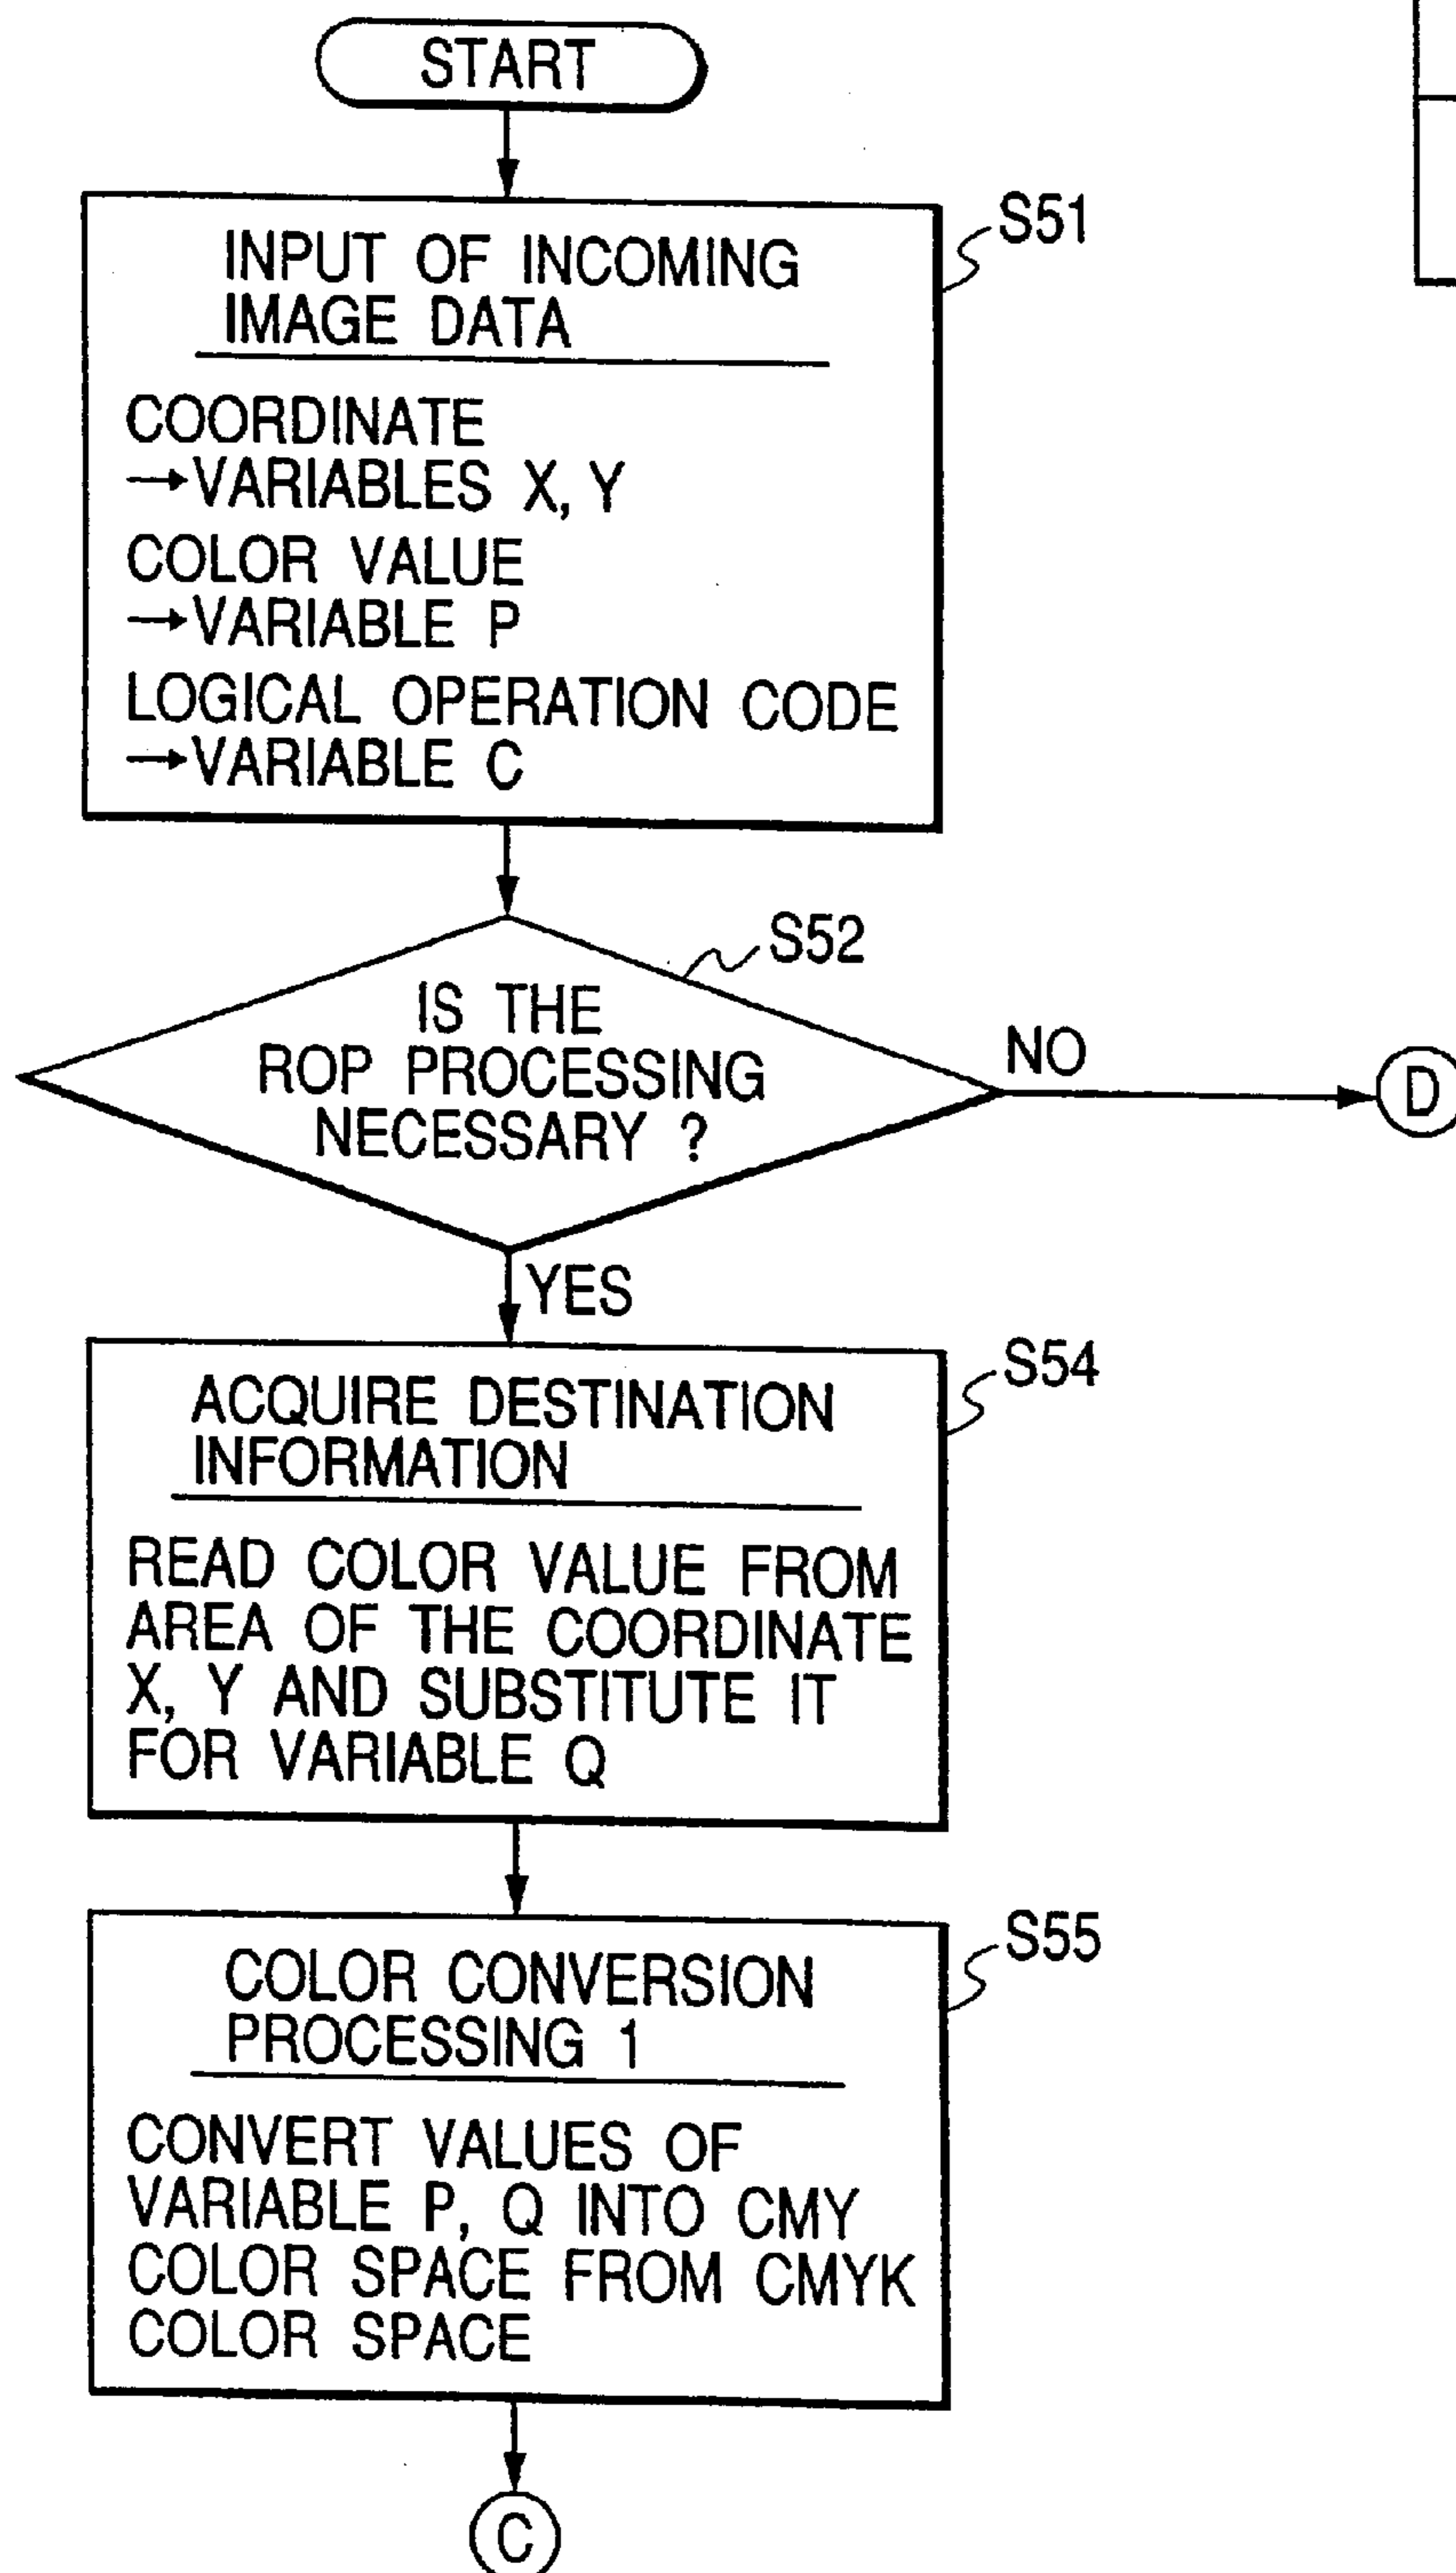 START
S51
INPUT OF INCOMING
IMAGE DATA
COORDINATE
→VARIABLES X, Y
COLOR VALUE
→VARIABLE P
LOGICAL OPERATION CODE
→VARIABLE C
S52
IS THE
ROP PROCESSING
NECESSARY ?
NO
D
YES
S54
ACQUIRE DESTINATION
INFORMATION
READ COLOR VALUE FROM
AREA OF THE COORDINATE
X, Y AND SUBSTITUTE IT
FOR VARIABLE Q
S55
COLOR CONVERSION
PROCESSING 1
CONVERT VALUES OF
VARIABLE P, Q INTO CMY
COLOR SPACE FROM CMYK
COLOR SPACE
C